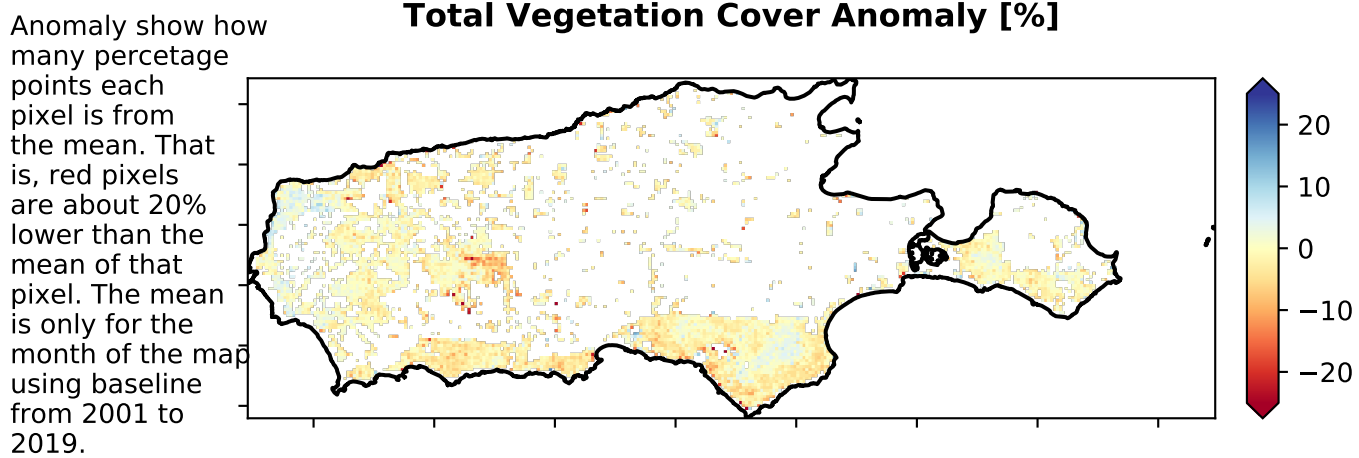 Total Vegetation Cover Anomaly [%]
Anomaly show how
many percetage
points each
pixel is from
the mean. That
is, red pixels
are about 20%
lower than the
mean of that
pixel. The mean
is only for the
month of the map
using baseline
from 2001 to
2019.
20
10
0
−10
−20